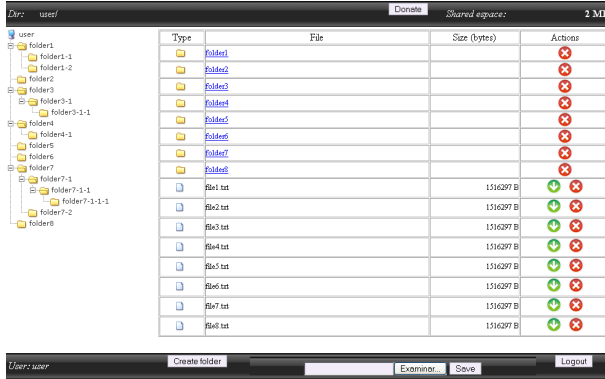 Dir: user/ Donate Shared espace: 2 M
user
folder1
folder1-1
folder1-2
folder2
folder3
folder3-1
folder3-1-1
folder4
folder4-1
folder5
folder6
folder7
folder7-1
folder7-1-1
folder7-1-1-1
folder7-2
folder8
Type File Size (bytes) Actions
folder1
folder2
folder3
folder4
folder5
folder6
folder7
folder8
file1.txt 1516297 B
file2.txt 1516297 B
file3.txt 1516297 B
file4.txt 1516297 B
file5.txt 1516297 B
file6.txt 1516297 B
file7.txt 1516297 B
file8.txt 1516297 B
User: user Create folder Examinar... Save Logout